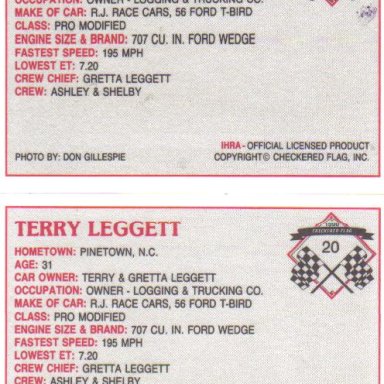 OCCUPATION: OWNER - LOGGING & TRUCKING CO.
MAKE OF CAR: R.J. RACE CARS, 56 FORD T-BIRD
CLASS: PRO MODIFIED
ENGINE SIZE & BRAND: 707 CU. IN. FORD WEDGE
FASTEST SPEED: 195 MPH
LOWEST ET: 7.20
CREW CHIEF: GRETTA LEGGETT
CREW: ASHLEY & SHELBY
IHRA - OFFICIAL LICENSED PRODUCT
PHOTO BY: DON GILLESPIE
COPYRIGHT© CHECKERED FLAG, INC.
TERRY LEGGETT
CHECKERED FLAG
20
HOMETOWN: PINETOWN, N.C.
AGE: 31
CAR OWNER: TERRY & GRETTA LEGGETT
OCCUPATION: OWNER - LOGGING & TRUCKING CO.
MAKE OF CAR: R.J. RACE CARS, 56 FORD T-BIRD
CLASS: PRO MODIFIED
ENGINE SIZE & BRAND: 707 CU. IN. FORD WEDGE
FASTEST SPEED: 195 MPH
LOWEST ET: 7.20
CREW CHIEF: GRETTA LEGGETT
CREW: ASHLEY & SHELBY